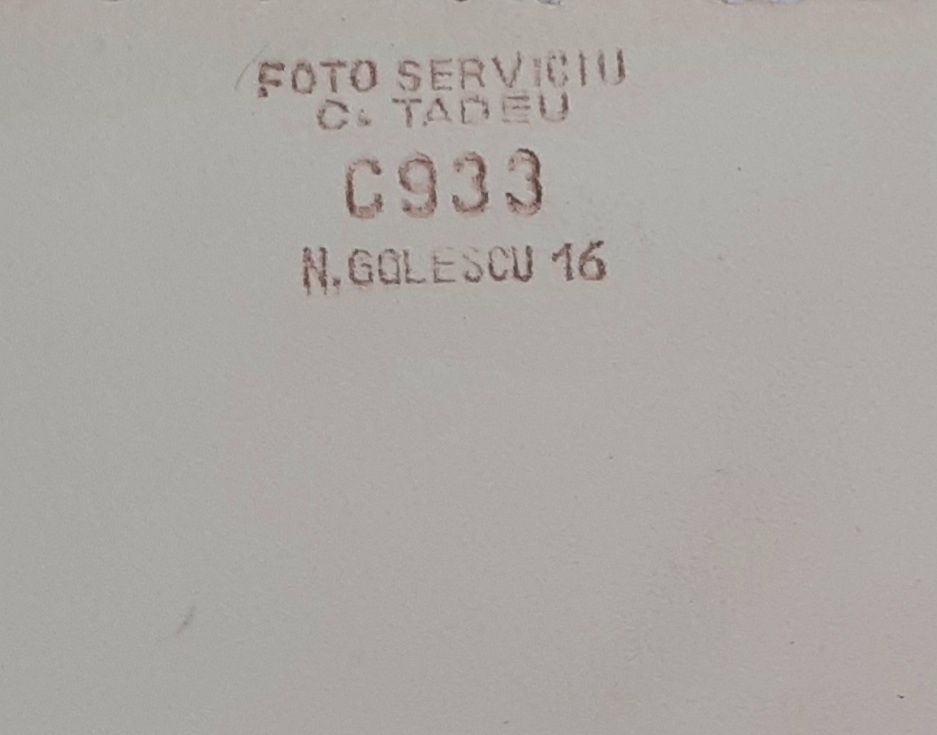 FOTO SERVICIU
C. TADEU
C933
N.GOLESCU 16